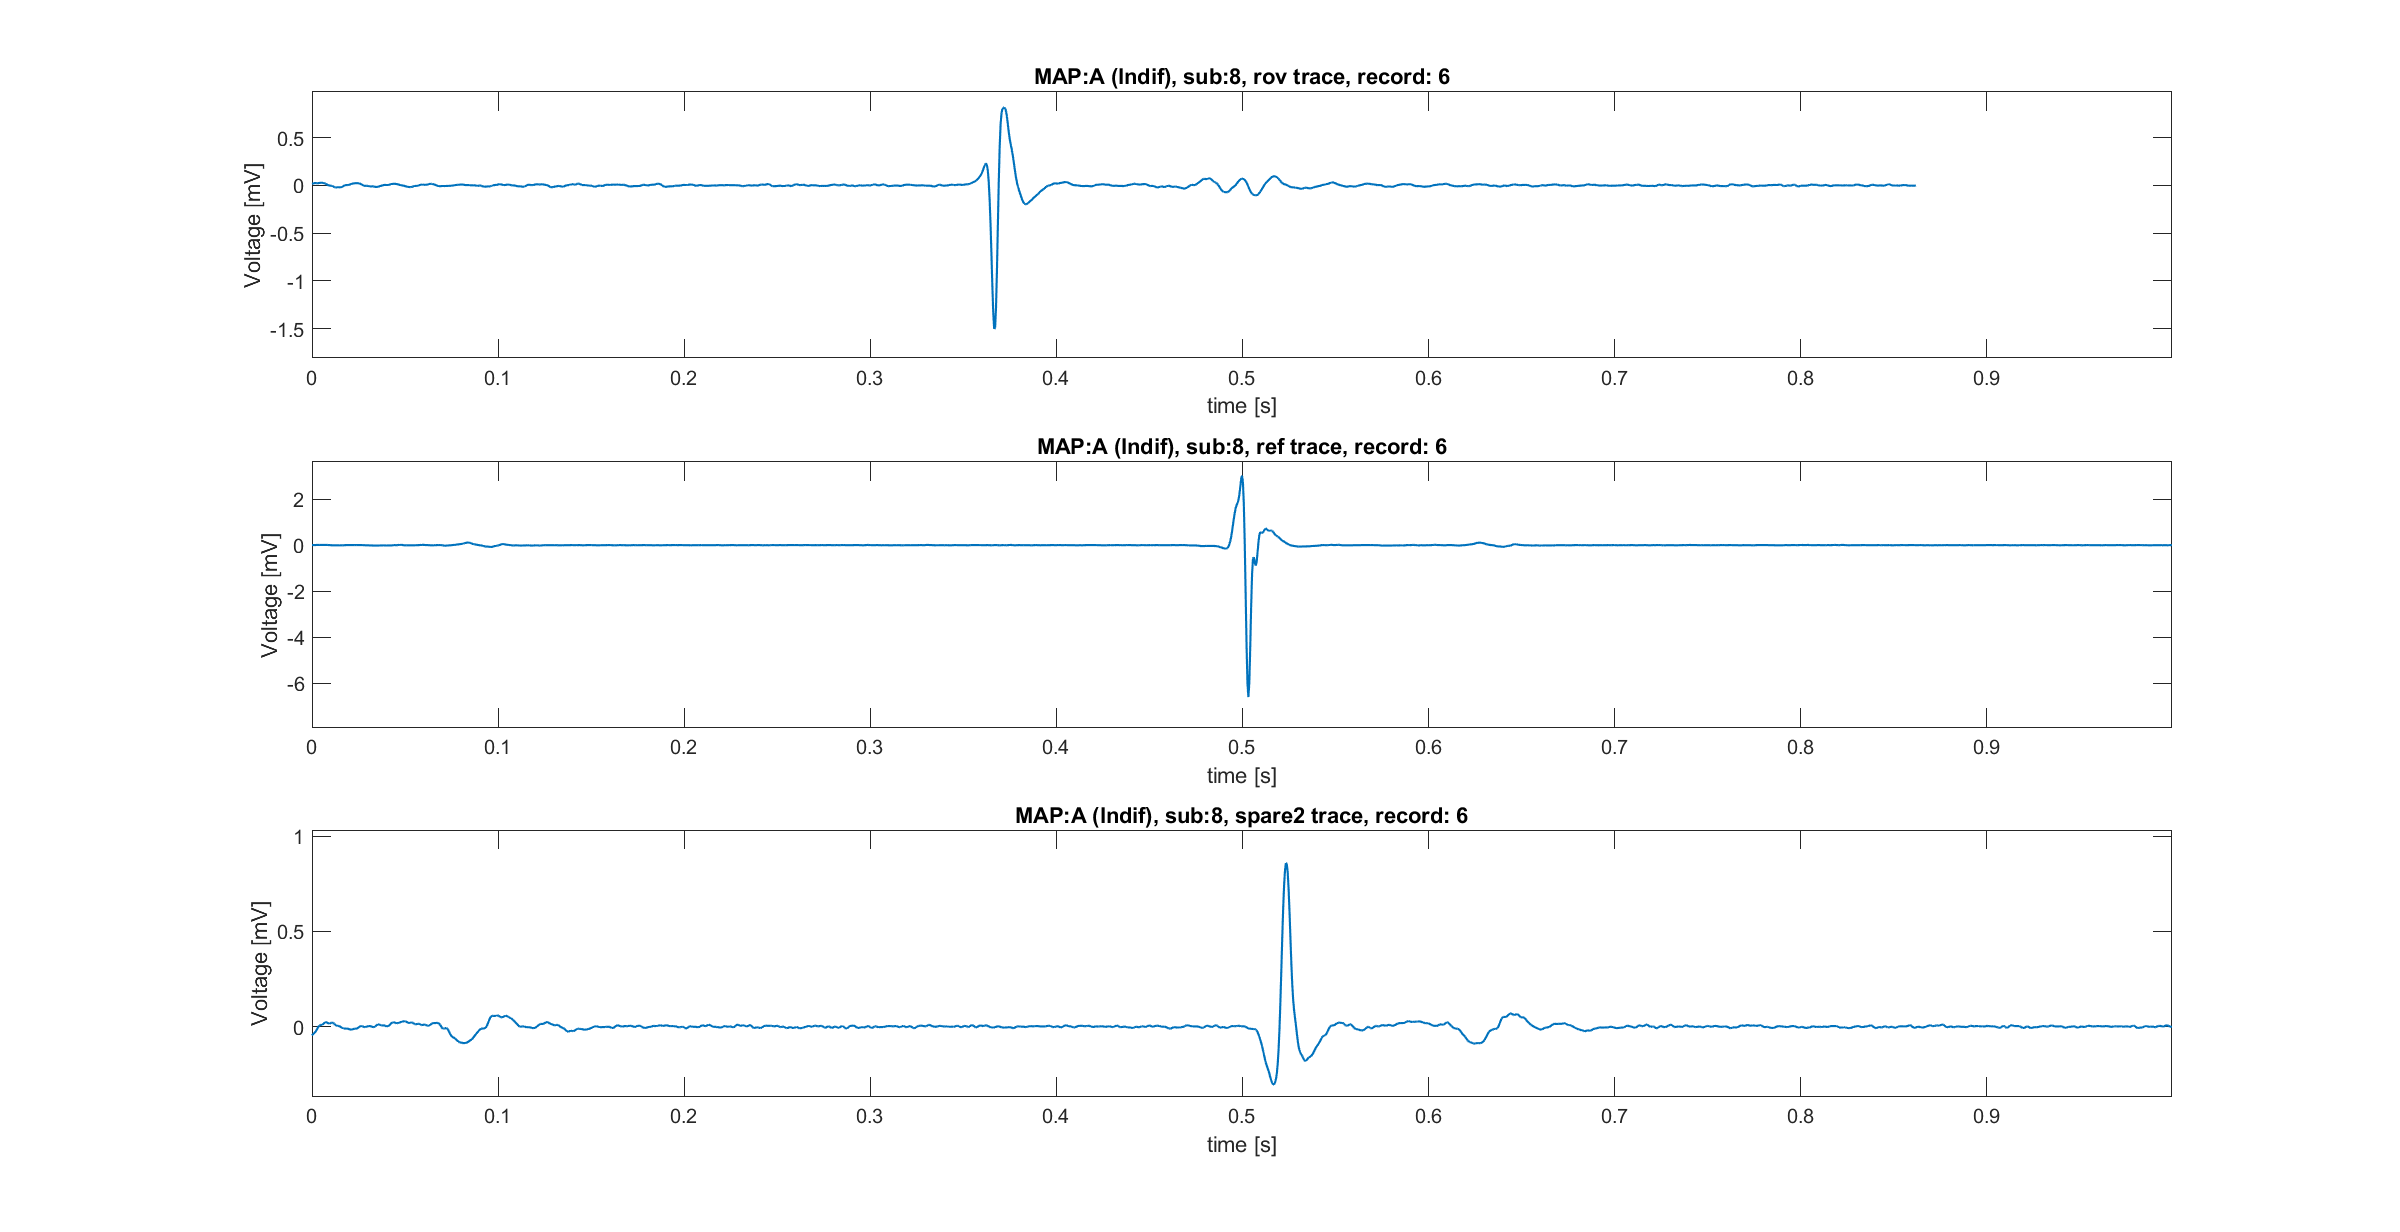 MAP:A (Indif), sub:8, rov trace, record: 6
Voltage [mV]
0.5
0
-0.5
-1
-1.5
0 0.1 0.2 0.3 0.4 0.5 0.6 0.7 0.8 0.9
time [s]
MAP:A (Indif), sub:8, ref trace, record: 6
Voltage [mV]
2
0
-2
-4
-6
0 0.1 0.2 0.3 0.4 0.5 0.6 0.7 0.8 0.9
time [s]
MAP:A (Indif), sub:8, spare2 trace, record: 6
Voltage [mV]
1
0.5
0
0 0.1 0.2 0.3 0.4 0.5 0.6 0.7 0.8 0.9
time [s]